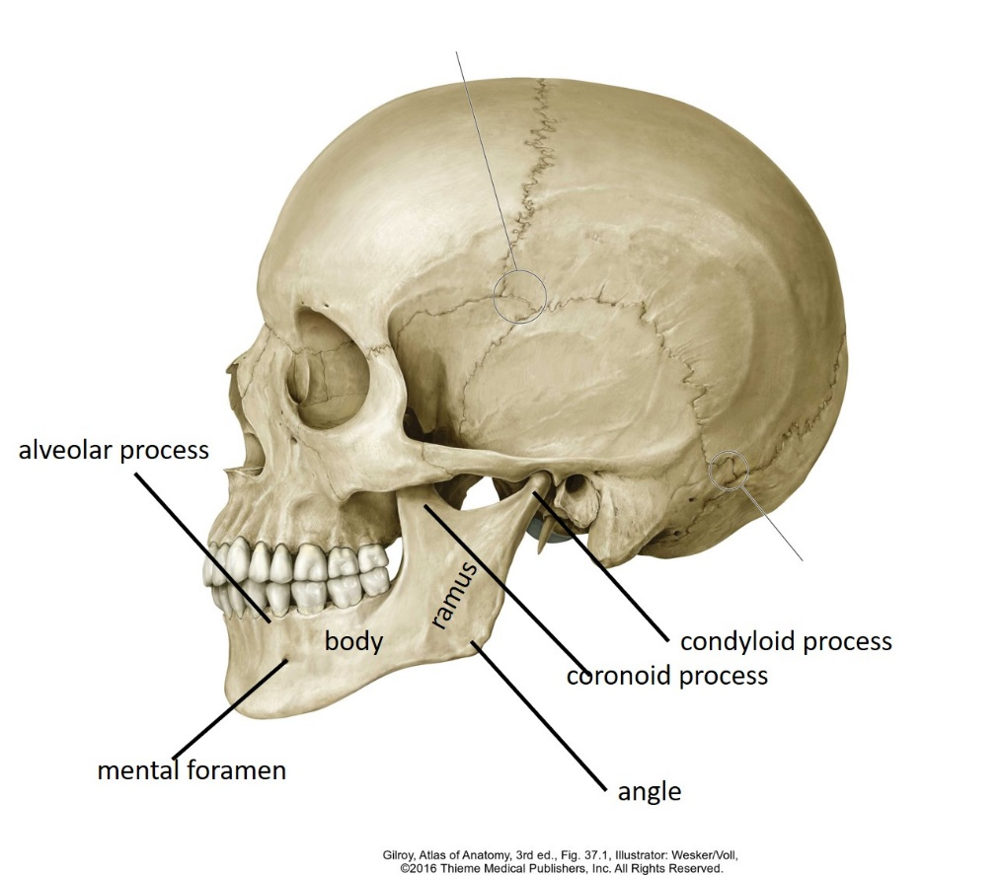 alveolar process
ramus
body
condyloid process
coronoid process
mental foramen
angle
Gilroy, Atlas of Anatomy, 3rd ed., Fig. 37.1, Illustrator: Wesker/Voll,
©2016 Thieme Medical Publishers, Inc. All Rights Reserved.